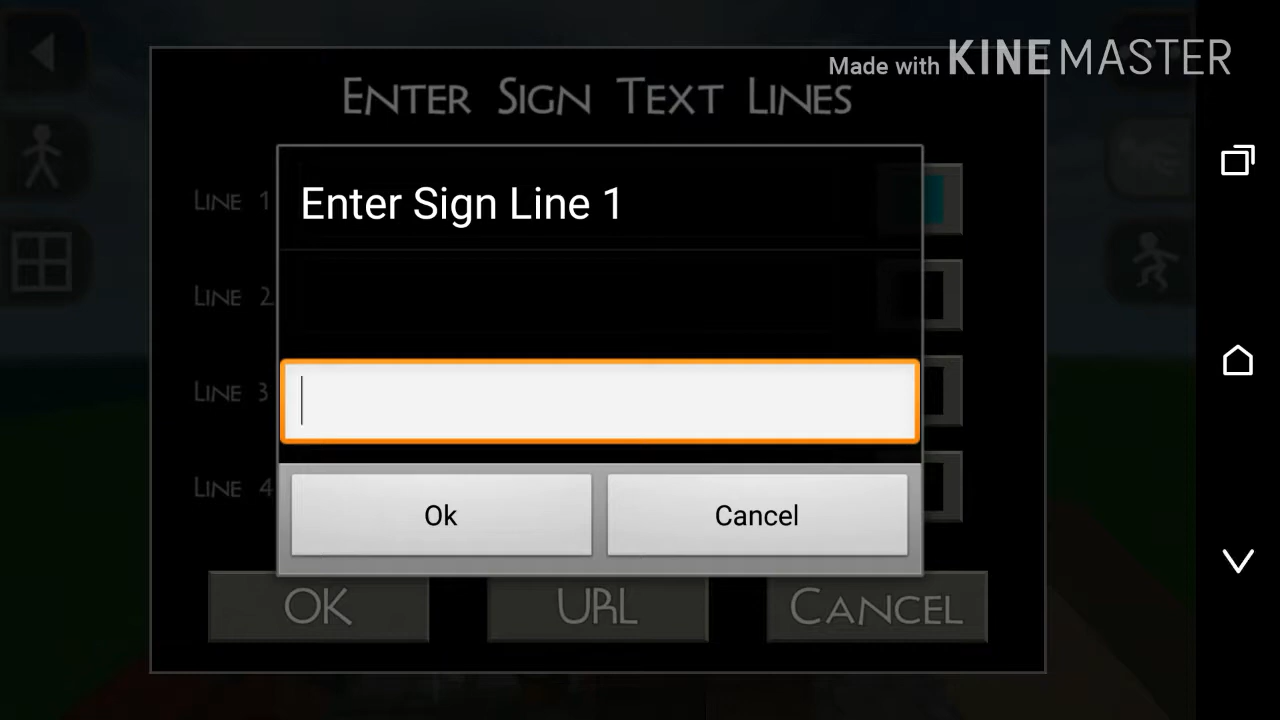 Made with KINEMASTER
Enter Sign Text Lines
Line 1
Enter Sign Line 1
Line 2
Line 3
Line 4
Ok
Cancel
OK
URL
Cancel